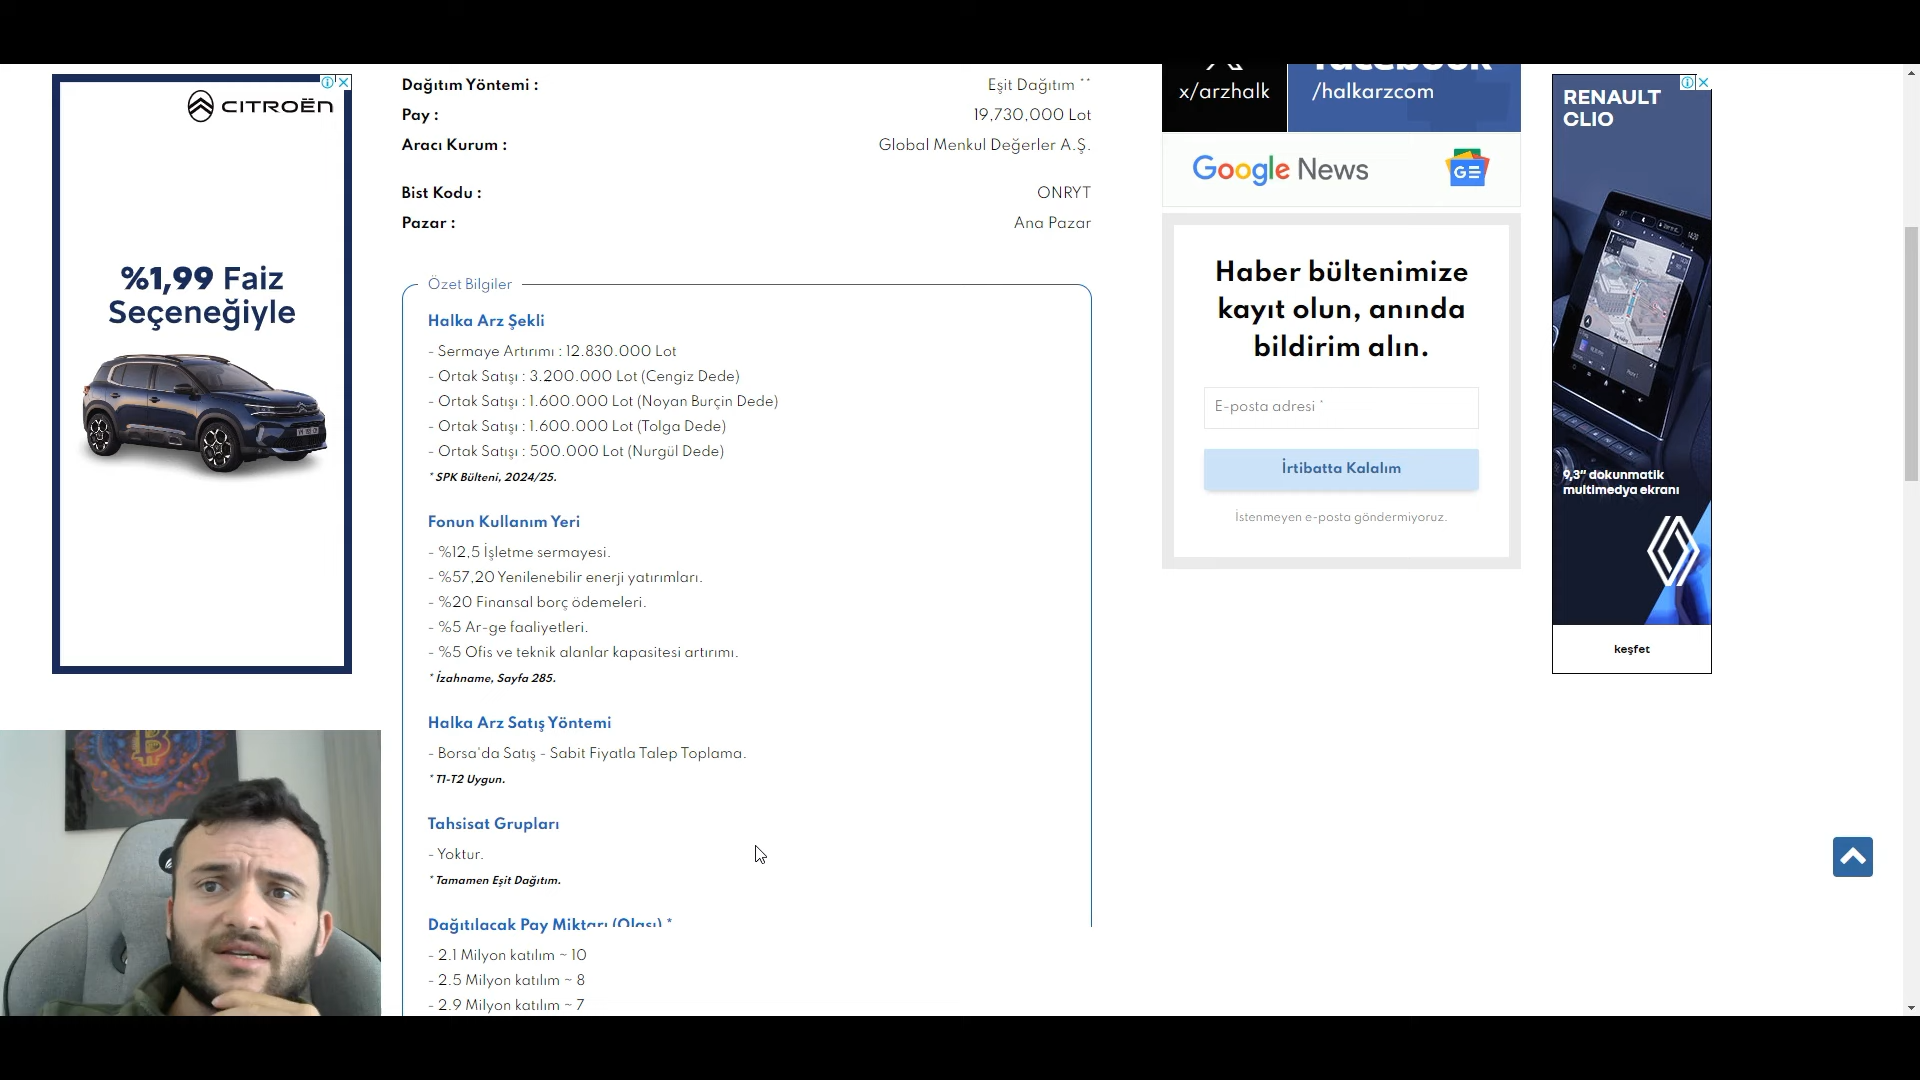 CITROËN
%1,99 Faiz
Seçeneğiyle
Dağıtım Yöntemi : Eşit Dağıtım **
Pay : 19,730,000 Lot
Aracı Kurum : Global Menkul Değerler A.Ş.
Bist Kodu : ONRYT
Pazar : Ana Pazar
Özet Bilgiler
Halka Arz Şekli
- Sermaye Artırımı : 12.830.000 Lot
- Ortak Satışı : 3.200.000 Lot (Cengiz Dede)
- Ortak Satışı : 1.600.000 Lot (Noyan Burçin Dede)
- Ortak Satışı : 1.600.000 Lot (Tolga Dede)
- Ortak Satışı : 500.000 Lot (Nurgül Dede)
* SPK Bülteni, 2024/25.
Fonun Kullanım Yeri
- %12,5 İşletme sermayesi.
- %57,20 Yenilenebilir enerji yatırımları.
- %20 Finansal borç ödemeleri.
- %5 Ar-ge faaliyetleri.
- %5 Ofis ve teknik alanlar kapasitesi artırımı.
* İzahname, Sayfa 285.
Halka Arz Satış Yöntemi
- Borsa'da Satış - Sabit Fiyatla Talep Toplama.
* T1-T2 Uygun.
Tahsisat Grupları
- Yoktur.
* Tamamen Eşit Dağıtım.
Dağıtılacak Pay Miktarı (Olası) *
- 2.1 Milyon katılım ~ 10
- 2.5 Milyon katılım ~ 8
- 2.9 Milyon katılım ~ 7
X facebook
x/arzhalk /halkarzcom
Google News
GE
Haber bültenimize
kayıt olun, anında
bildirim alın.
E-posta adresi *
İrtibatta Kalalım
İstenmeyen e-posta göndermiyoruz.
RENAULT
CLIO
9,3” dokunmatik
multimedya ekranı
keşfet